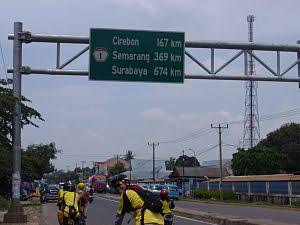 1
Cirebon 167 km
Semarang 369 km
Surabaya 674 km